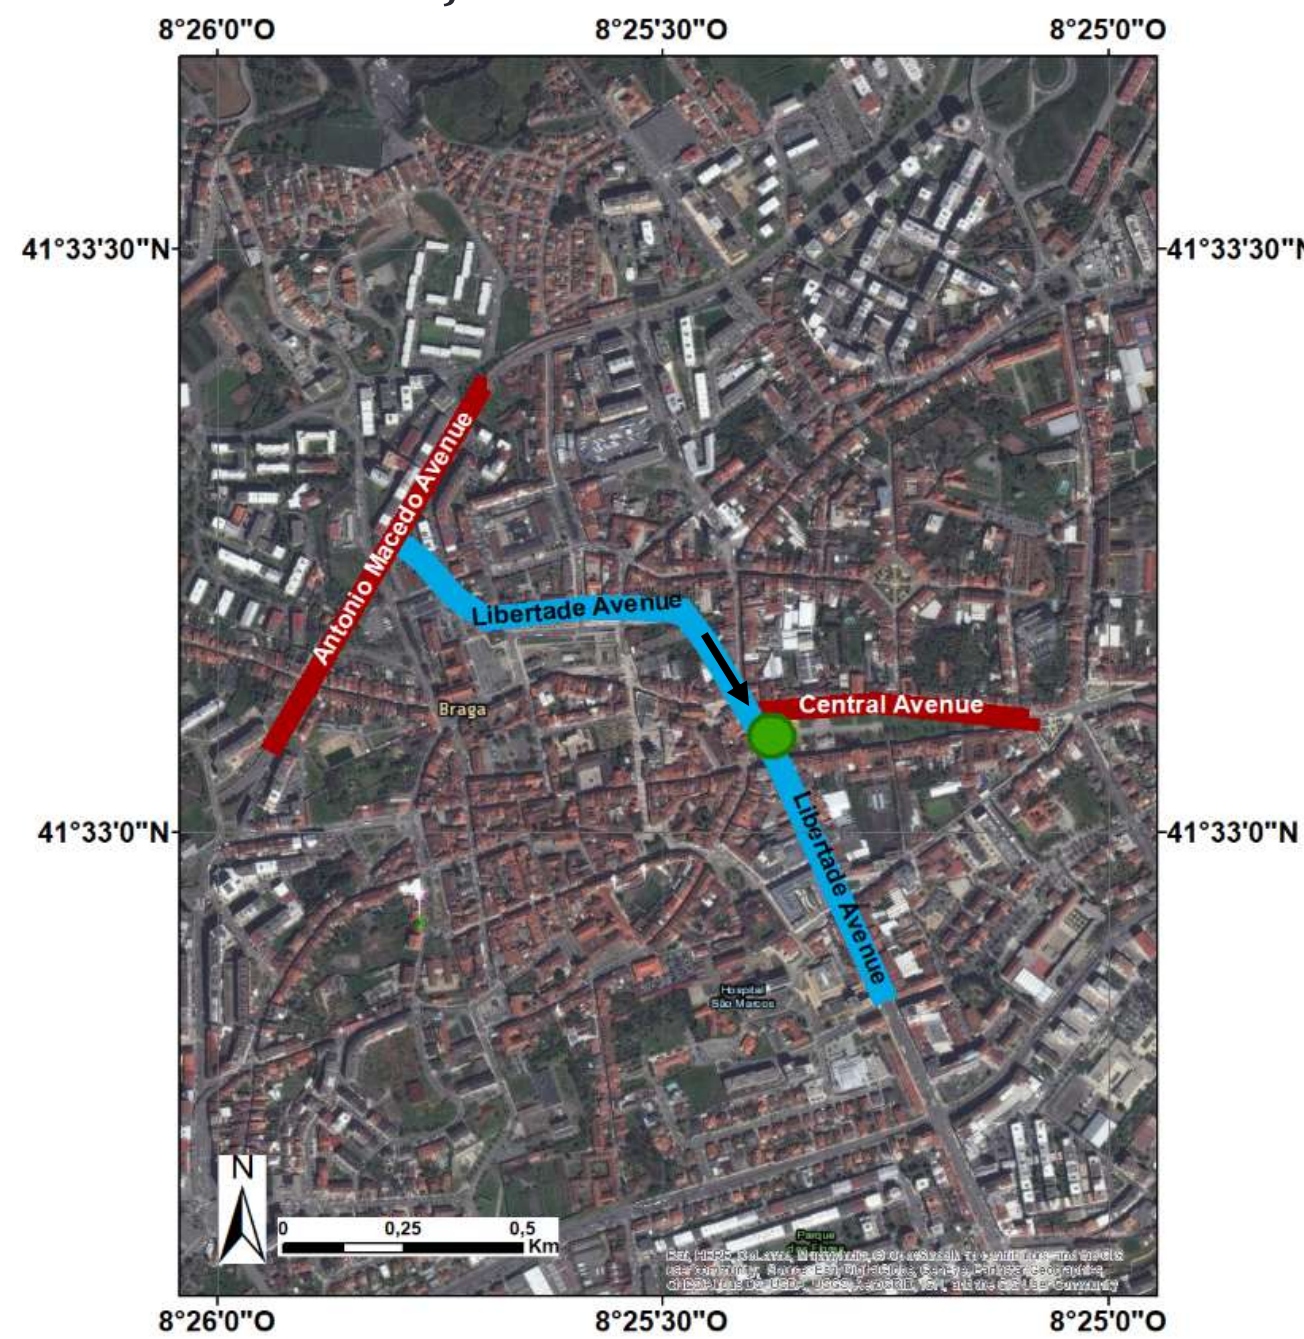 8°26'0"O 8°25'30"O 8°25'0"O
41°33'30"N 41°33'30"N
Antonio Macedo Avenue
Libertade Avenue
Central Avenue
Braga
Libertade Avenue
41°33'0"N 41°33'0"N
Hospital
São Marcos
N
0 0,25 0,5
Km
Parque
8°26'0"O 8°25'30"O 8°25'0"O